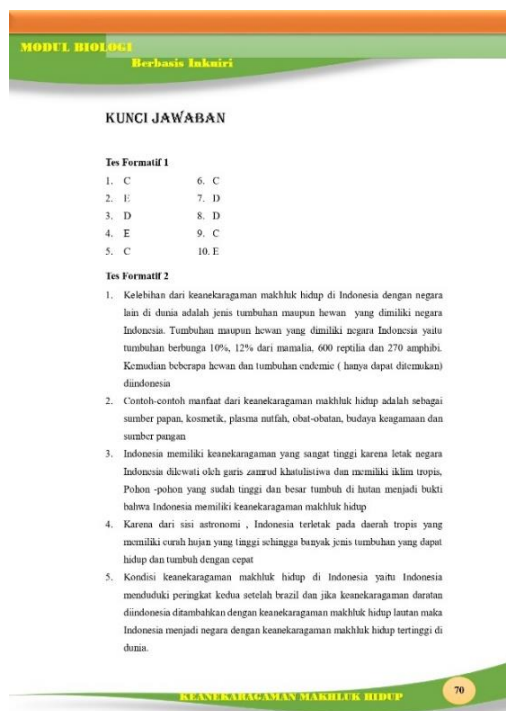 MODUL BIOLOGI
Berbasis Inkuiri
KUNCI JAWABAN
Tes Formatif 1
1. C 6. C
2. E 7. D
3. D 8. D
4. E 9. C
5. C 10. E
Tes Formatif 2
1. Kelebihan dari keanekaragaman makhluk hidup di Indonesia dengan negara
lain di dunia adalah jenis tumbuhan maupun hewan yang dimiliki negara
Indonesia. Tumbuhan maupun hewan yang dimiliki negara Indonesia yaitu
tumbuhan berbunga 10%, 12% dari mamalia, 600 reptilia dan 270 amphibi.
Kemudian beberapa hewan dan tumbuhan endemic ( hanya dapat ditemukan)
diindonesia
2. Contoh-contoh manfaat dari keanekaragaman makhluk hidup adalah sebagai
sumber papan, kosmetik, plasma nutfah, obat-obatan, budaya keagamaan dan
sumber pangan
3. Indonesia memiliki keanekaragaman yang sangat tinggi karena letak negara
Indonesia dilewati oleh garis zamrud khatulistiwa dan memiliki iklim tropis,
Pohon -pohon yang sudah tinggi dan besar tumbuh di hutan menjadi bukti
bahwa Indonesia memiliki keanekaragaman makhluk hidup
4. Karena dari sisi astronomi , Indonesia terletak pada daerah tropis yang
memiliki curah hujan yang tinggi sehingga banyak jenis tumbuhan yang dapat
hidup dan tumbuh dengan cepat
5. Kondisi keanekaragaman makhluk hidup di Indonesia yaitu Indonesia
menduduki peringkat kedua setelah brazil dan jika keanekaragaman daratan
diindonesia ditambahkan dengan keanekaragaman makhluk hidup lautan maka
Indonesia menjadi negara dengan keanekaragaman makhluk hidup tertinggi di
dunia.
KEANEKARAGAMAN MAKHLUK HIDUP
70